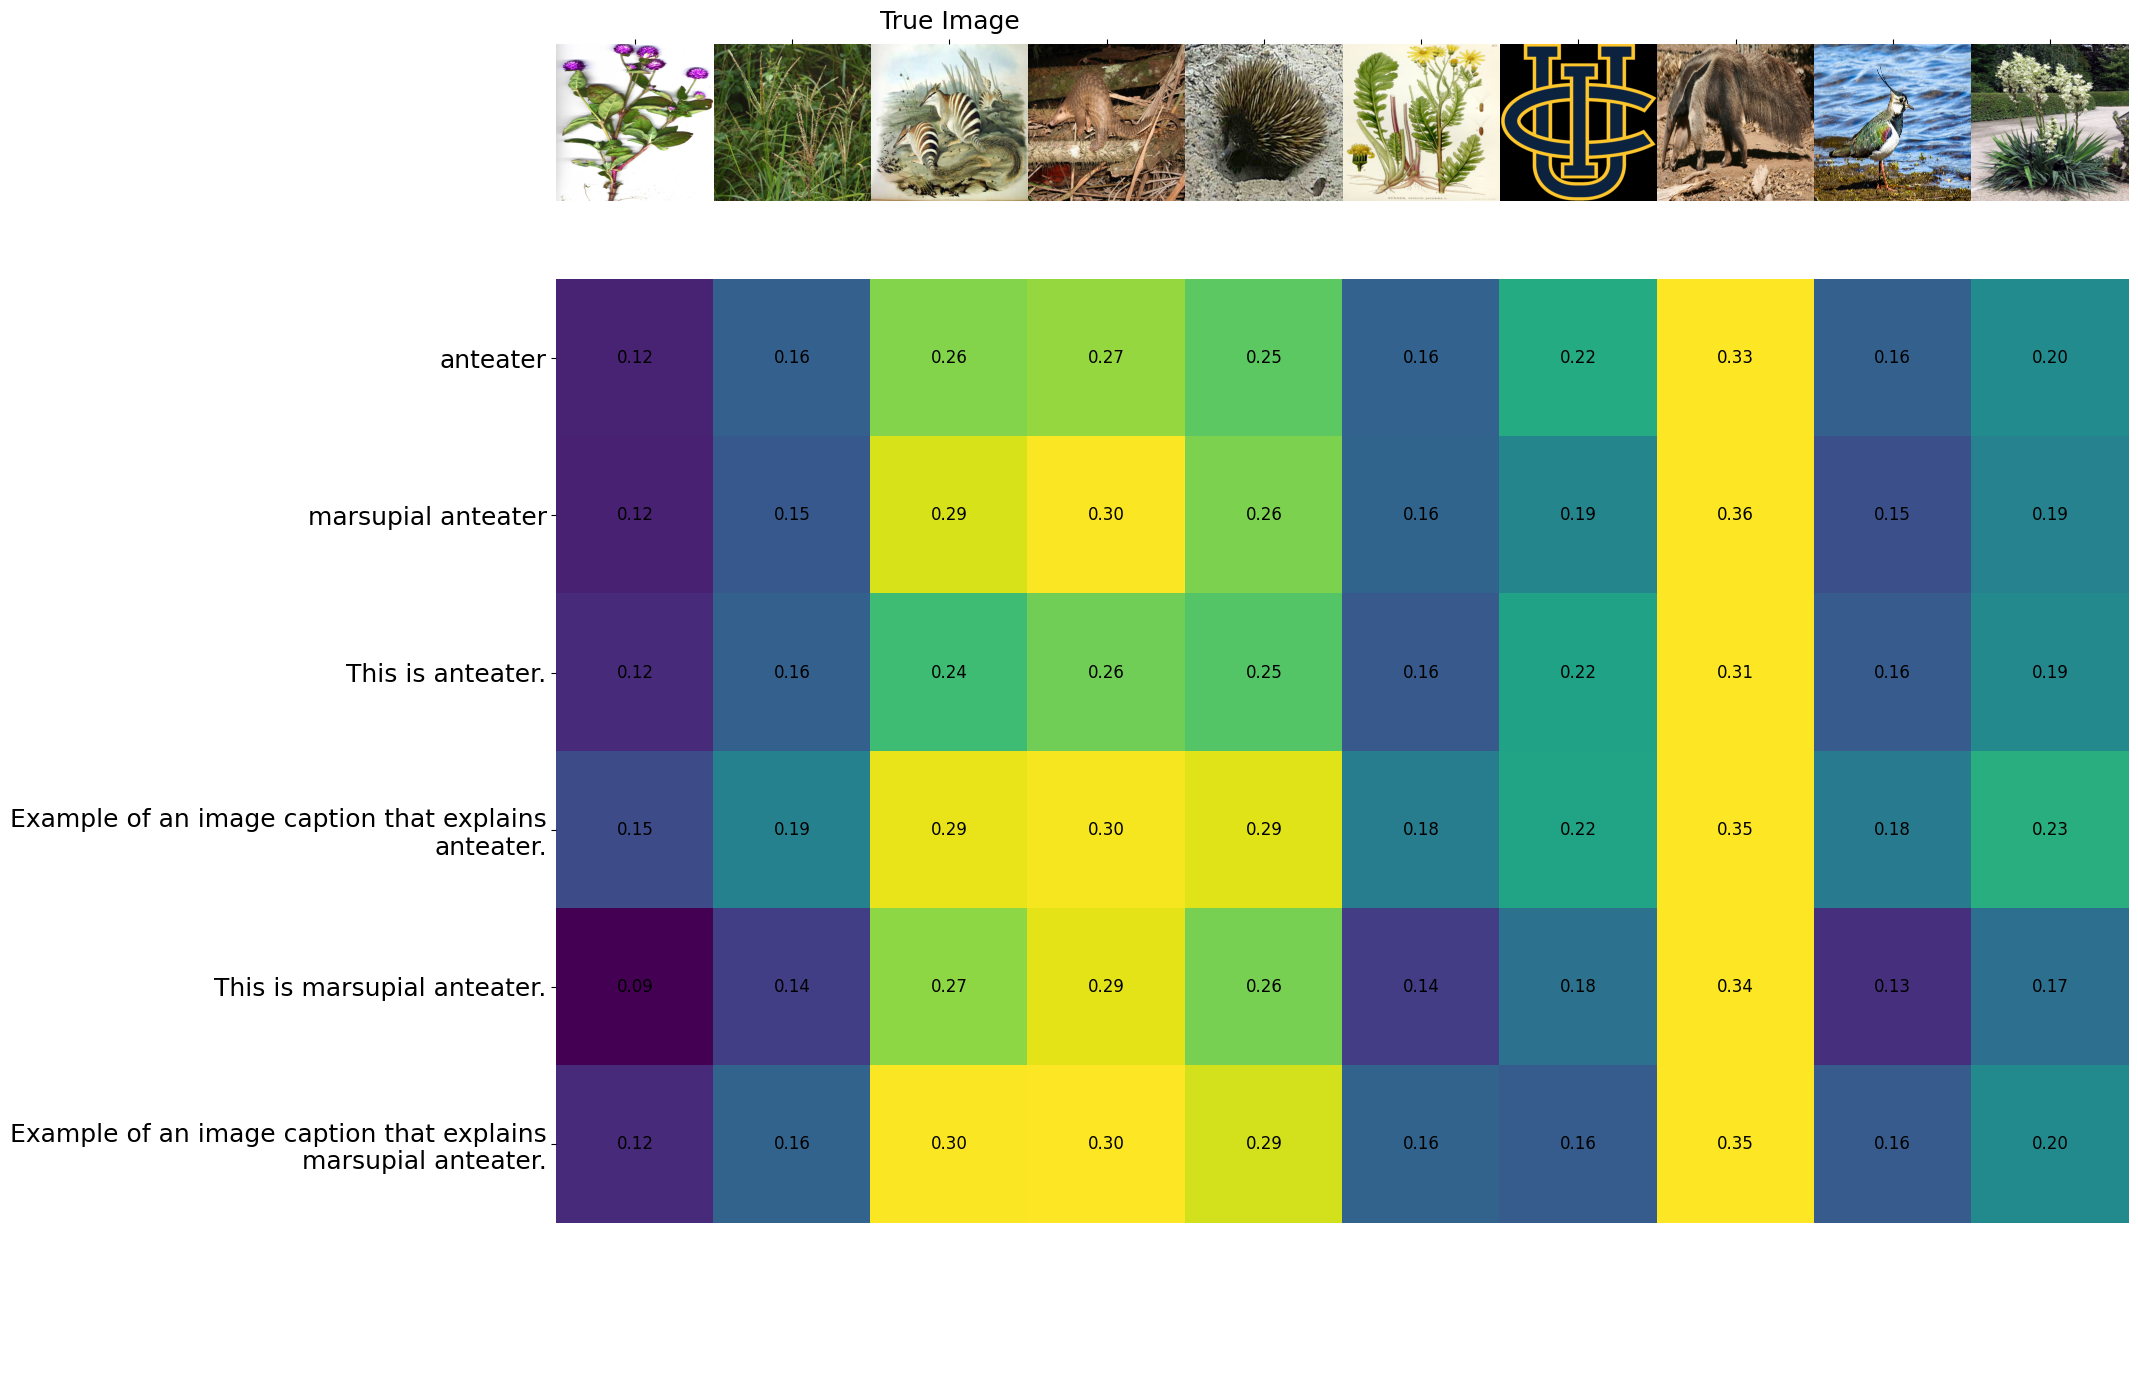 True Image
UCI
anteater 0.12 0.16 0.26 0.27 0.25 0.16 0.22 0.33 0.16 0.20
marsupial anteater 0.12 0.15 0.29 0.30 0.26 0.16 0.19 0.36 0.15 0.19
This is anteater. 0.12 0.16 0.24 0.26 0.25 0.16 0.22 0.31 0.16 0.19
Example of an image caption that explains
anteater. 0.15 0.19 0.29 0.30 0.29 0.18 0.22 0.35 0.18 0.23
This is marsupial anteater. 0.09 0.14 0.27 0.29 0.26 0.14 0.18 0.34 0.13 0.17
Example of an image caption that explains
marsupial anteater. 0.12 0.16 0.30 0.30 0.29 0.16 0.16 0.35 0.16 0.20